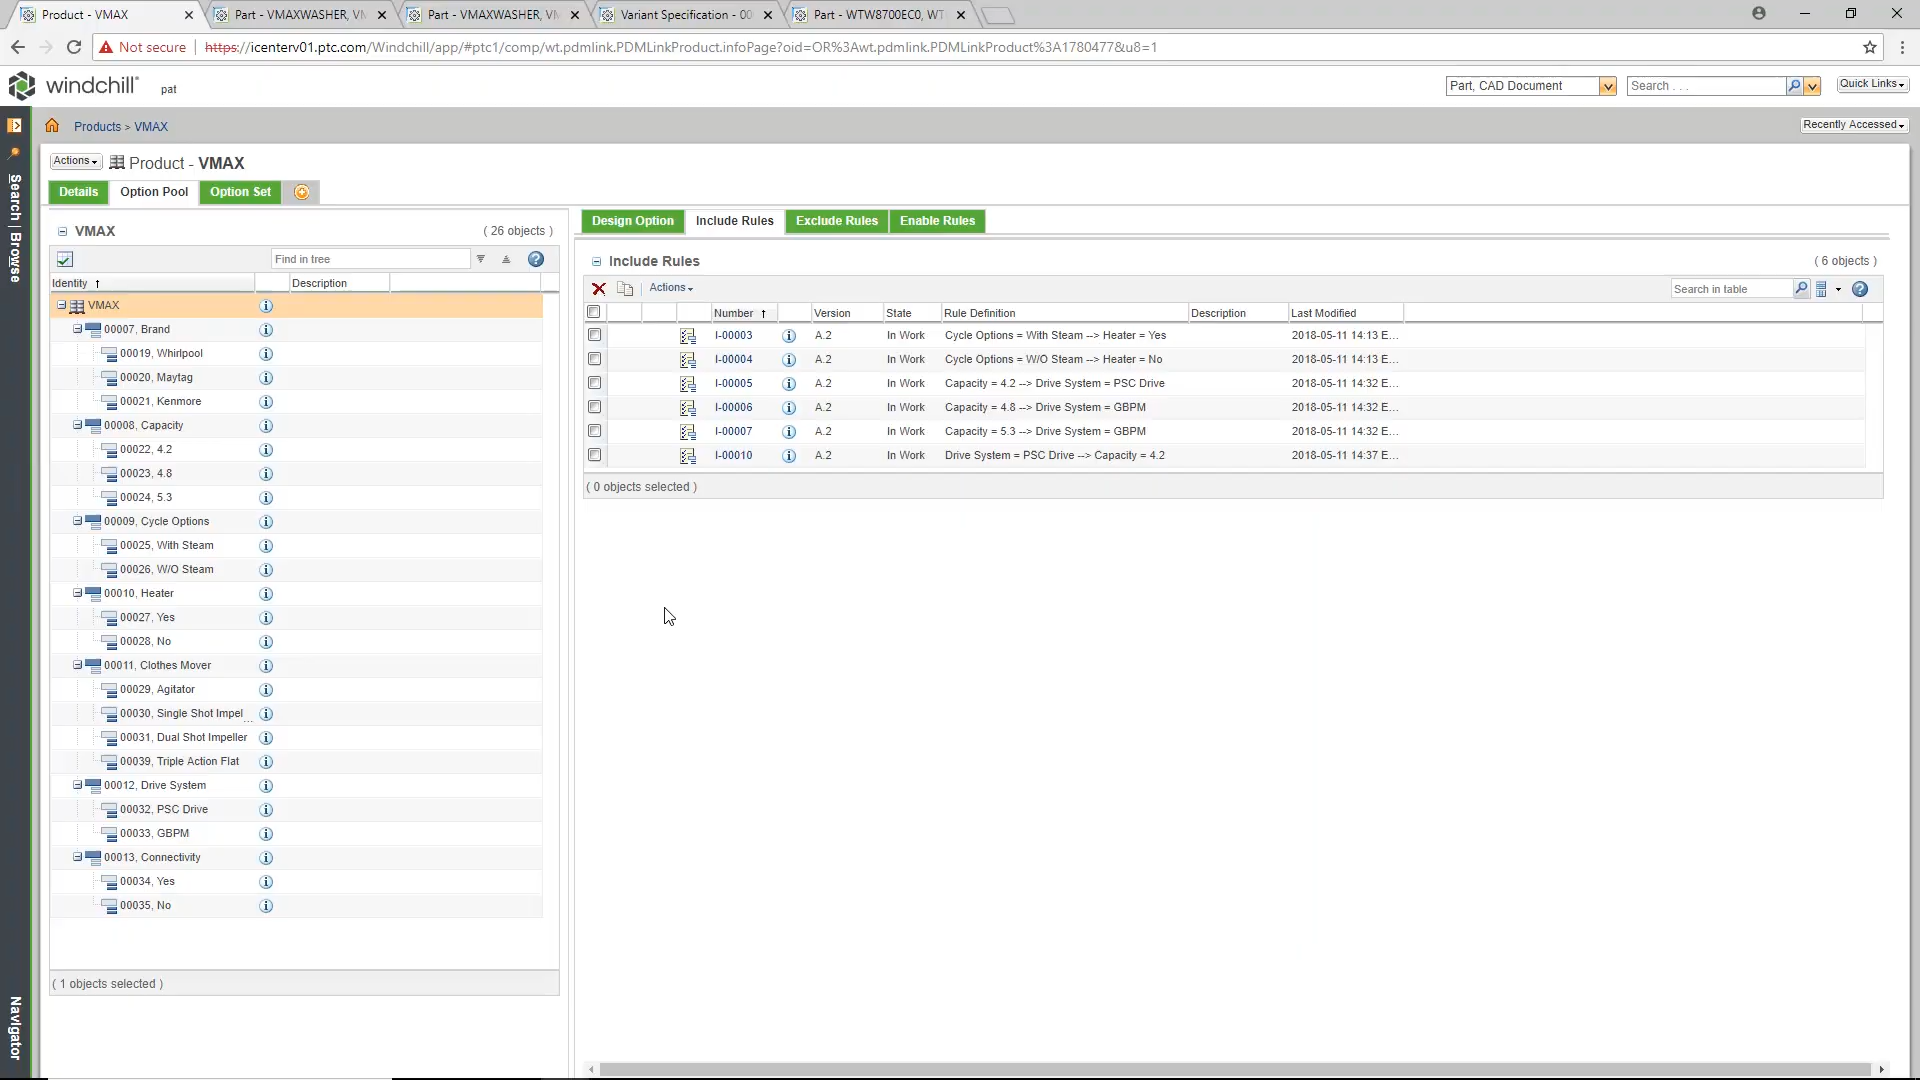 Product - VMAX
Part - VMAXWASHER, V
Part - VMAXWASHER, V
Variant Specification - 00
Part - WTW8700EC0, WT
Not secure
https://icenterv01.ptc.com/Windchill/app/#ptc1/comp/wt.pdmlink.PDMLinkProduct.infoPage?oid=OR%3Awt.pdmlink.PDMLinkProduct%3A1780477&u8=1
windchill
pat
Part, CAD Document
Search . . .
Quick Links
Products > VMAX
Recently Accessed
Search | Browse
Navigator
Actions
Product - VMAX
Details
Option Pool
Option Set
VMAX
( 26 objects )
Find in tree
Identity
Description
VMAX
00007, Brand
00019, Whirlpool
00020, Maytag
00021, Kenmore
00008, Capacity
00022, 4.2
00023, 4.8
00024, 5.3
00009, Cycle Options
00025, With Steam
00026, W/O Steam
00010, Heater
00027, Yes
00028, No
00011, Clothes Mover
00029, Agitator
00030, Single Shot Impel...
00031, Dual Shot Impeller
00039, Triple Action Flat
00012, Drive System
00032, PSC Drive
00033, GBPM
00013, Connectivity
00034, Yes
00035, No
( 1 objects selected )
Design Option
Include Rules
Exclude Rules
Enable Rules
Include Rules
( 6 objects )
Actions
Search in table
Number Version State Rule Definition Description Last Modified
I-00003 A.2 In Work Cycle Options = With Steam --> Heater = Yes 2018-05-11 14:13 E...
I-00004 A.2 In Work Cycle Options = W/O Steam --> Heater = No 2018-05-11 14:13 E...
I-00005 A.2 In Work Capacity = 4.2 --> Drive System = PSC Drive 2018-05-11 14:32 E...
I-00006 A.2 In Work Capacity = 4.8 --> Drive System = GBPM 2018-05-11 14:32 E...
I-00007 A.2 In Work Capacity = 5.3 --> Drive System = GBPM 2018-05-11 14:32 E...
I-00010 A.2 In Work Drive System = PSC Drive --> Capacity = 4.2 2018-05-11 14:37 E...
( 0 objects selected )